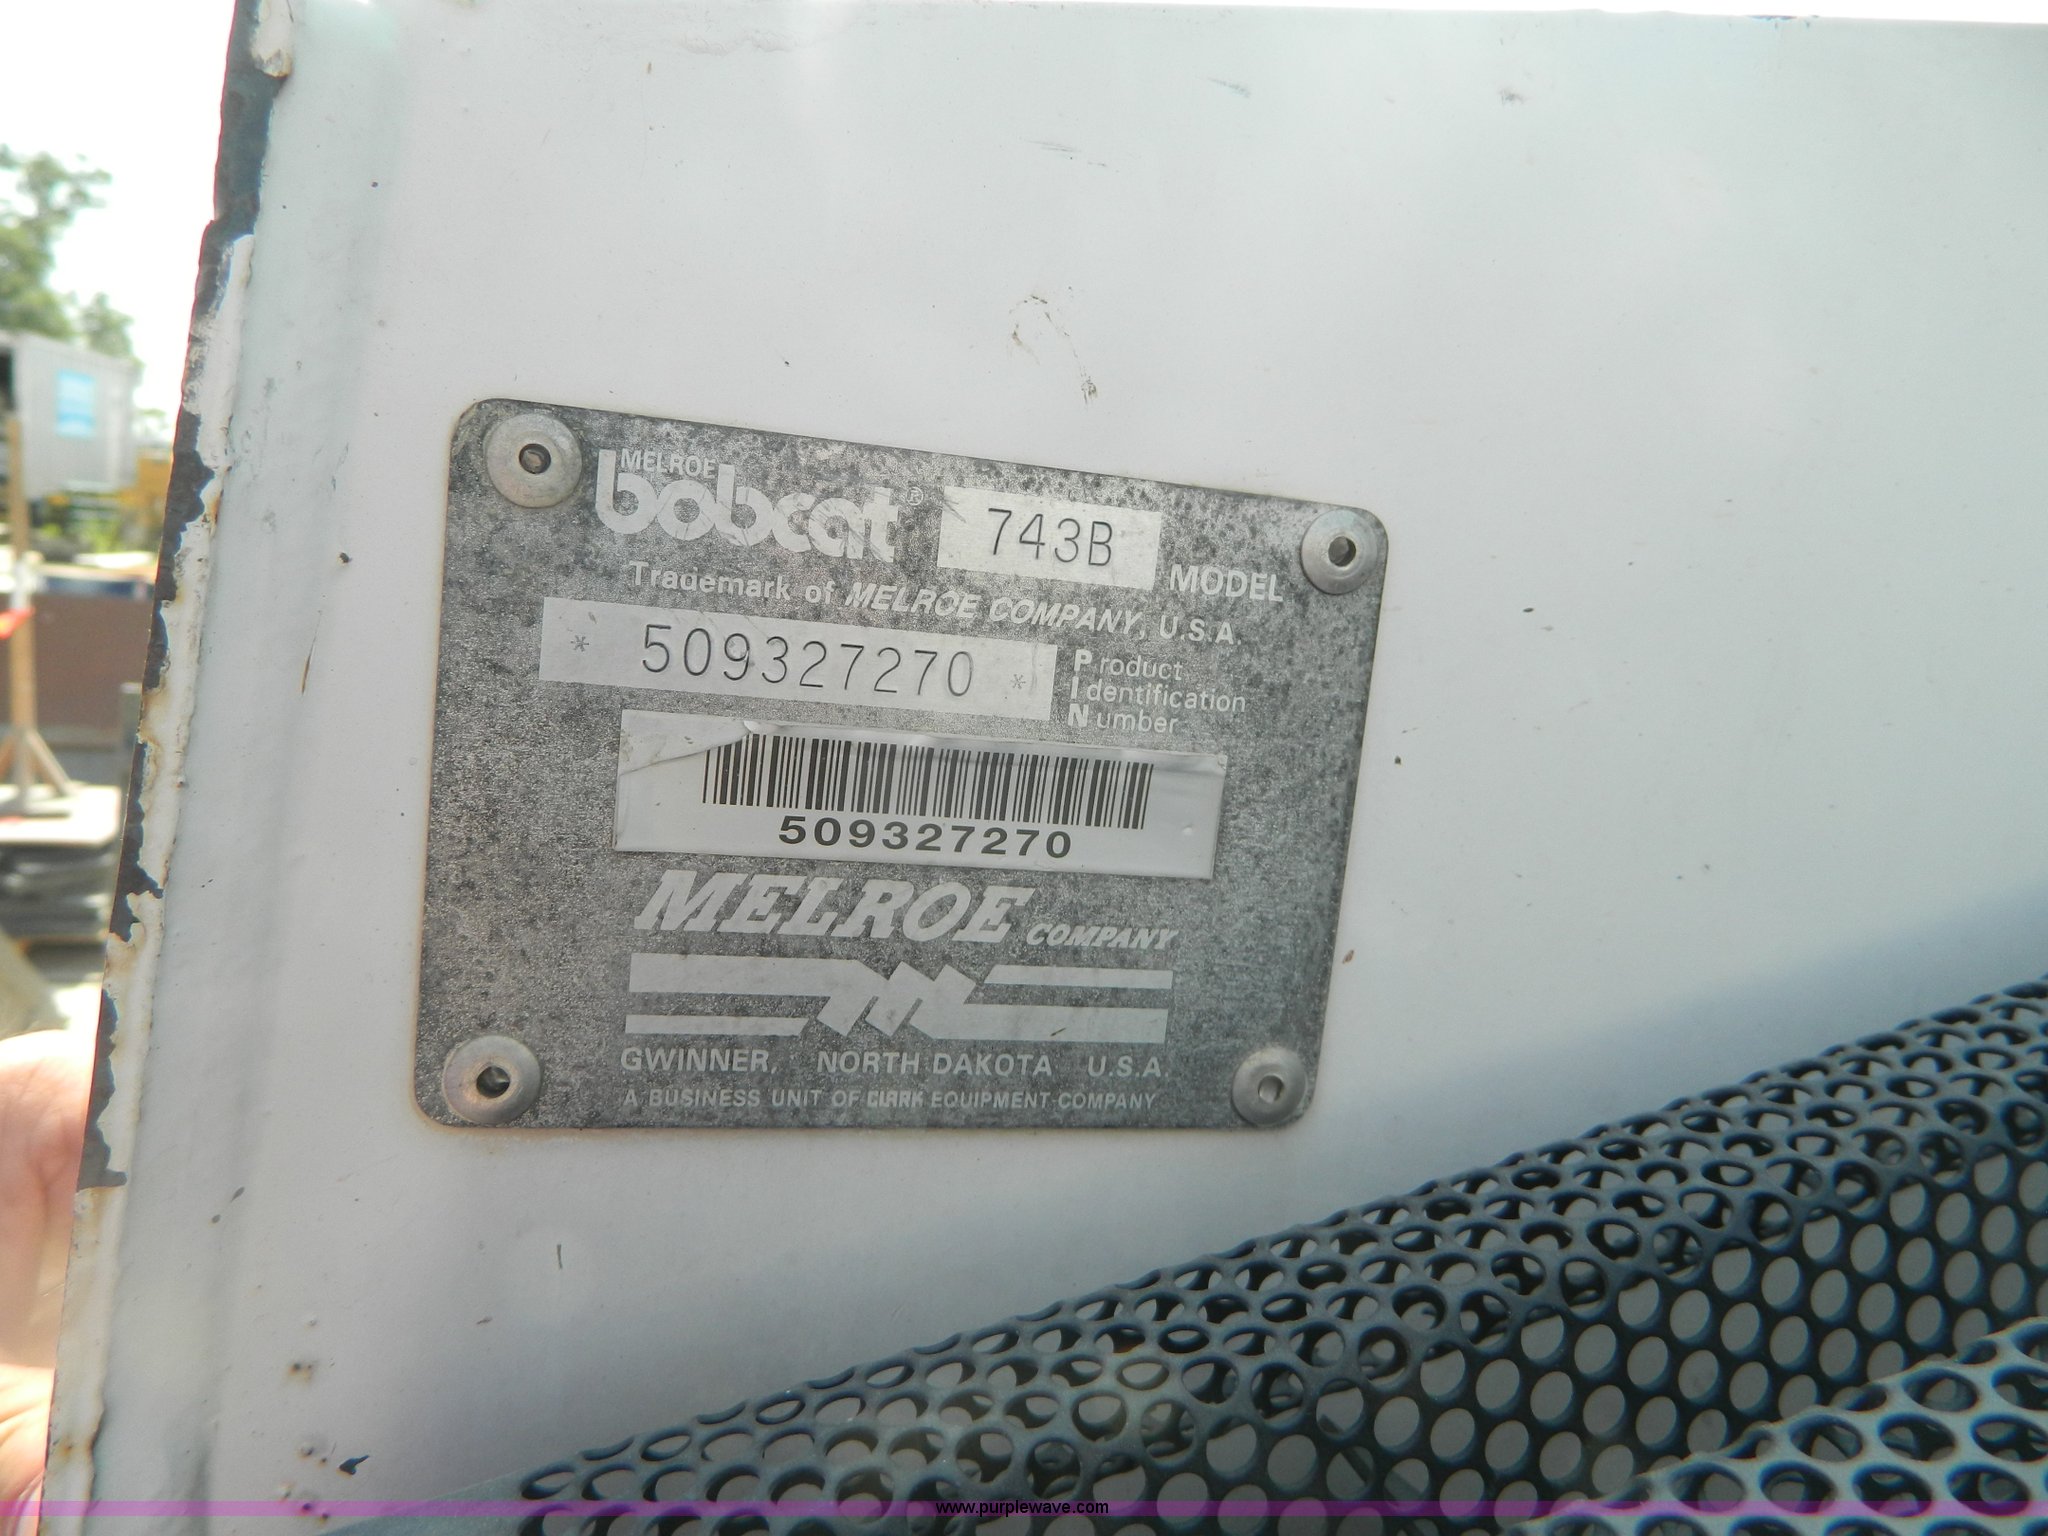 MELROE
bobcat® 743B MODEL
Trademark of MELROE COMPANY, U.S.A.
* 509327270 *
Product
Identification
Number
509327270
MELROE COMPANY
GWINNER, NORTH DAKOTA U.S.A.
A BUSINESS UNIT OF CLARK EQUIPMENT COMPANY
www.purplewave.com